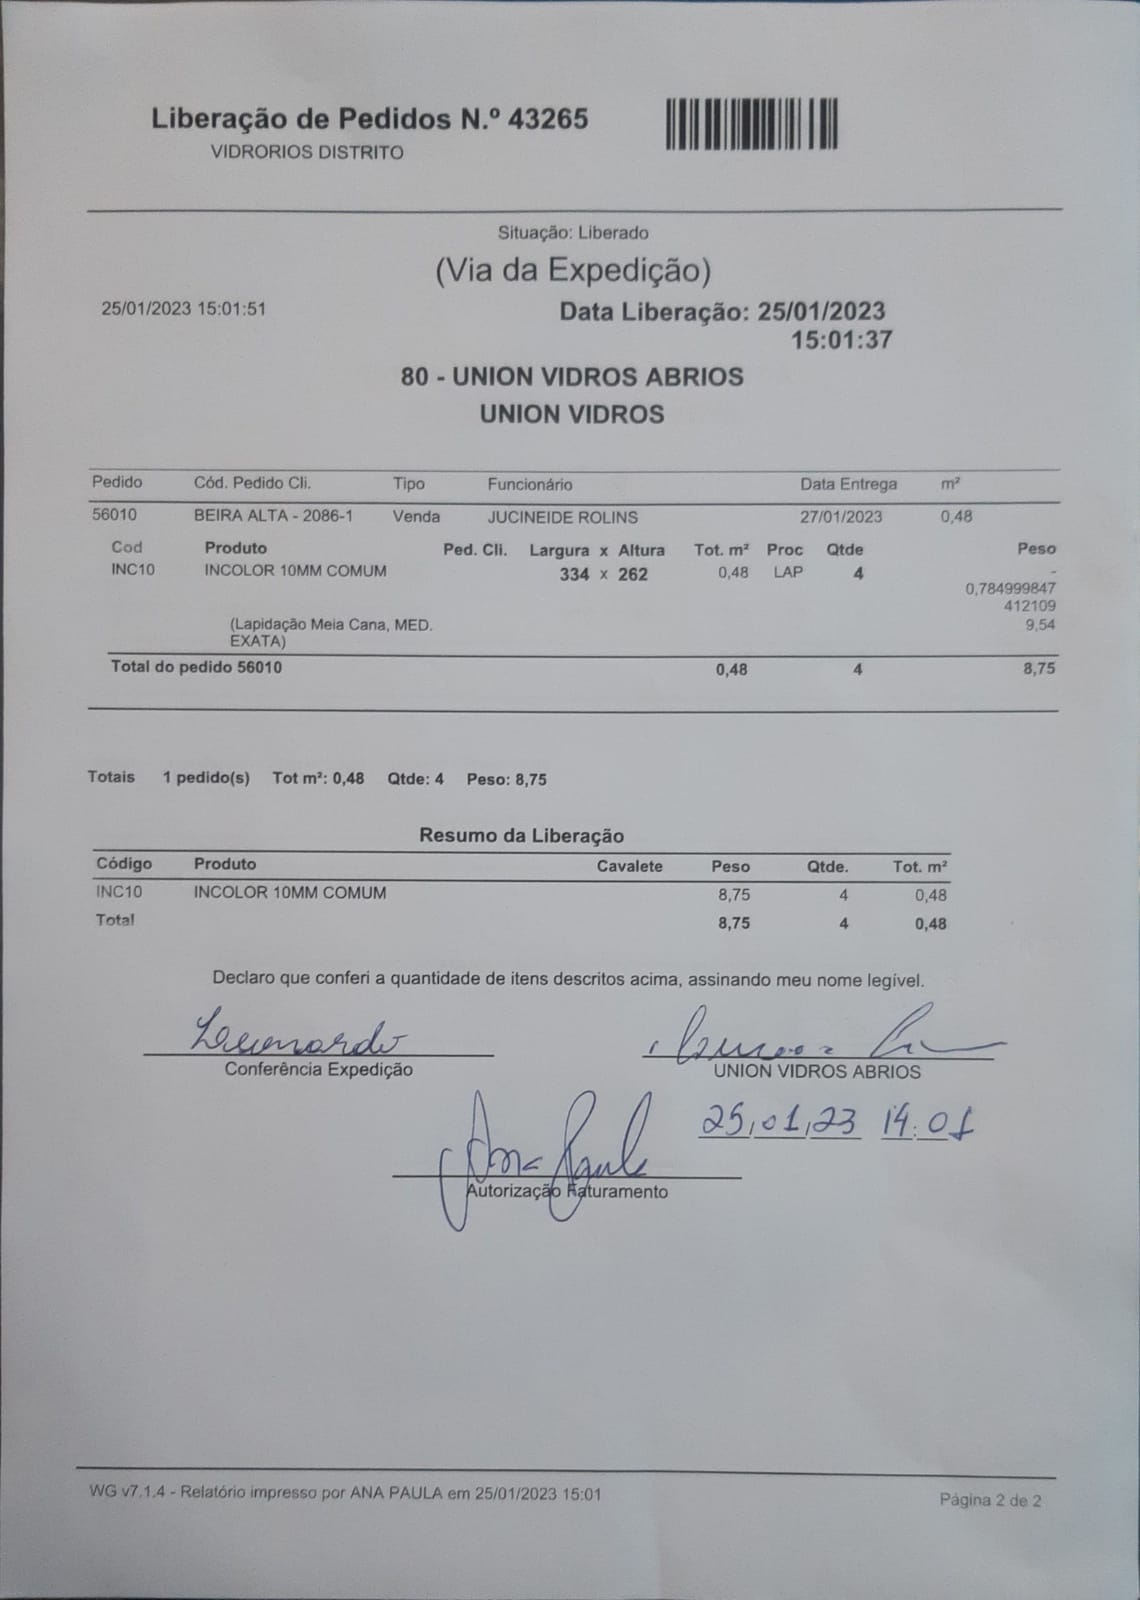 Liberação de Pedidos N.º 43265
VIDRORIOS DISTRITO
Situação: Liberado
(Via da Expedição)
25/01/2023 15:01:51
Data Liberação: 25/01/2023
15:01:37
80 - UNION VIDROS ABRIOS
UNION VIDROS
Pedido Cód. Pedido Cli. Tipo Funcionário Data Entrega m²
56010 BEIRA ALTA - 2086-1 Venda JUCINEIDE ROLINS 27/01/2023 0,48
Cod Produto Ped. Cli. Largura x Altura Tot. m² Proc Qtde Peso
INC10 INCOLOR 10MM COMUM 334 x 262 0,48 LAP 4 -
0,784999847
412109
(Lapidação Meia Cana, MED. 9,54
EXATA)
Total do pedido 56010 0,48 4 8,75
Totais 1 pedido(s) Tot m²: 0,48 Qtde: 4 Peso: 8,75
Resumo da Liberação
Código Produto Cavalete Peso Qtde. Tot. m²
INC10 INCOLOR 10MM COMUM 8,75 4 0,48
Total 8,75 4 0,48
Declaro que conferi a quantidade de itens descritos acima, assinando meu nome legível.
Leeonardo
Conferência Expedição
UNION VIDROS ABRIOS
25,01,23 14:01
Ana Paula
Autorização Faturamento
WG v7.1.4 - Relatório impresso por ANA PAULA em 25/01/2023 15:01
Página 2 de 2